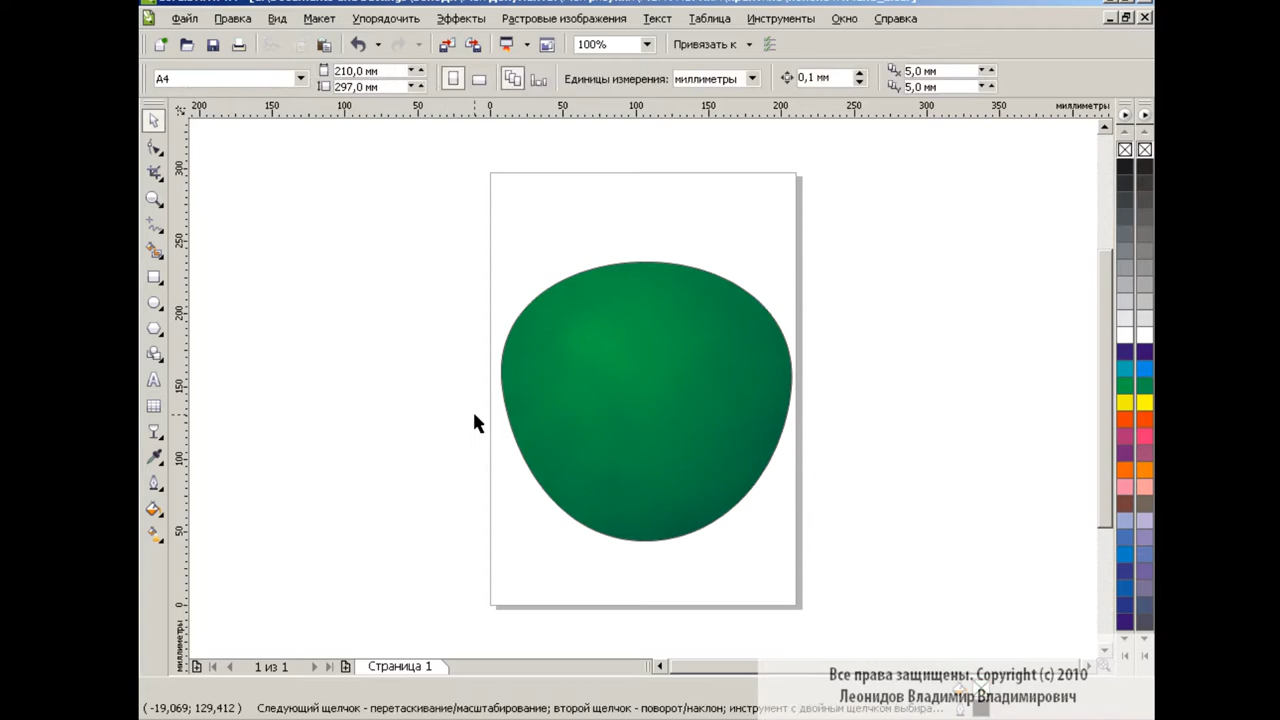 Файл Правка Вид Макет Упорядочить Эффекты Растровые изображения Текст Таблица Инструменты Окно Справка
100% Привязать к
A4 210,0 мм 297,0 мм Единицы измерения: миллиметры 0,1 мм 5,0 мм 5,0 мм
200 150 100 50 0 50 100 150 200 250 300 350 миллиметры
300
250
200
150
100
50
0
миллиметры
1 из 1 Страница 1
Все права защищены. Copyright (c) 2010
Леонидов Владимир Владимирович
( -19,069; 129,412 ) Следующий щелчок - перетаскивание/масштабирование; второй щелчок - поворот/наклон; инструмент с двойным щелчком выбира...